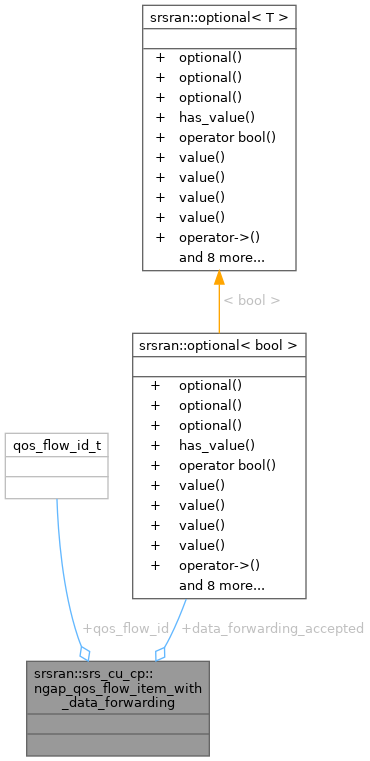 srsran::optional< T >
+ optional()
+ optional()
+ optional()
+ has_value()
+ operator bool()
+ value()
+ value()
+ value()
+ value()
+ operator->()
and 8 more...
< bool >
srsran::optional< bool >
+ optional()
+ optional()
+ optional()
+ has_value()
+ operator bool()
+ value()
+ value()
+ value()
+ value()
+ operator->()
and 8 more...
qos_flow_id_t
+qos_flow_id
+data_forwarding_accepted
srsran::srs_cu_cp::
ngap_qos_flow_item_with
_data_forwarding